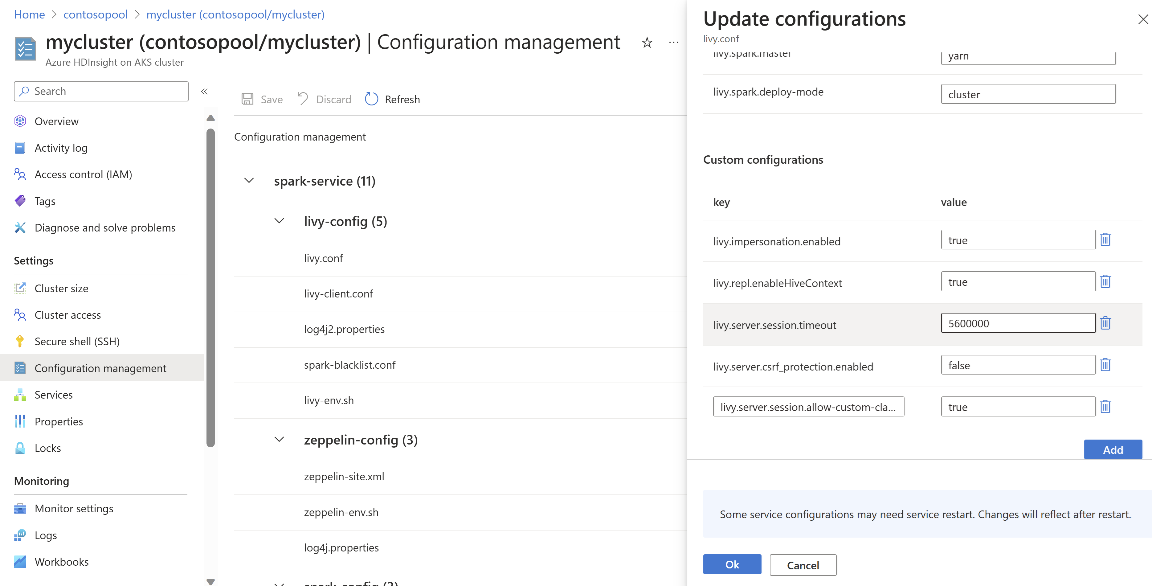 Home > contosopool > mycluster (contosopool/mycluster)
mycluster (contosopool/mycluster) | Configuration management
Azure HDInsight on AKS cluster
Search
Overview
Activity log
Access control (IAM)
Tags
Diagnose and solve problems
Settings
Cluster size
Cluster access
Secure shell (SSH)
Configuration management
Services
Properties
Locks
Monitoring
Monitor settings
Logs
Workbooks
Save Discard Refresh
Configuration management
spark-service (11)
livy-config (5)
livy.conf
livy-client.conf
log4j2.properties
spark-blacklist.conf
livy-env.sh
zeppelin-config (3)
zeppelin-site.xml
zeppelin-env.sh
log4j.properties
spark-config (3)
Update configurations
livy.conf
livy.spark.master yarn
livy.spark.deploy-mode cluster
Custom configurations
key value
livy.impersonation.enabled true
livy.repl.enableHiveContext true
livy.server.session.timeout 5600000
livy.server.csrf_protection.enabled false
livy.server.session.allow-custom-cla... true
Add
Some service configurations may need service restart. Changes will reflect after restart.
Ok Cancel